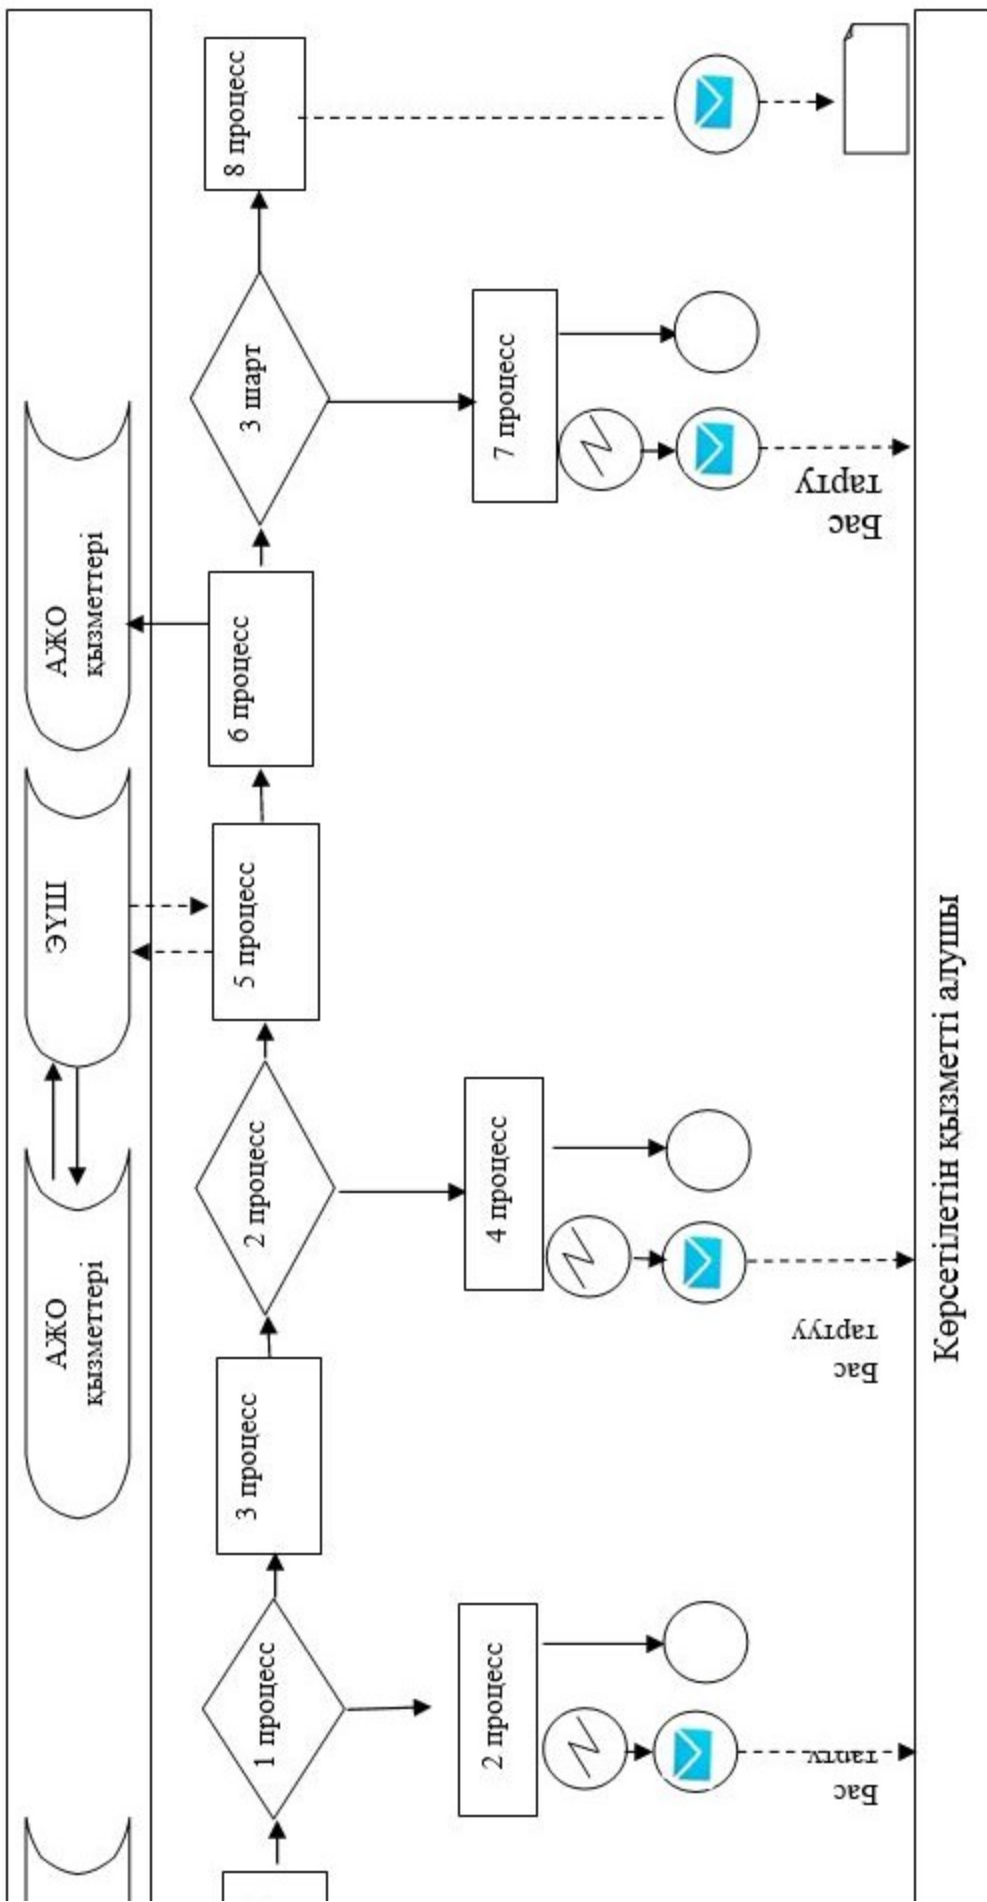 АЖО
қызметтері
ЭҮШ
АЖО
қызметтері
1 процесс
3 процесс
2 процесс
5 процесс
6 процесс
3 шарт
8 процесс
2 процесс
4 процесс
7 процесс
Бас
тарту
Бас
тартуу
Бас
тарту
Көрсетілетін қызметті алушы